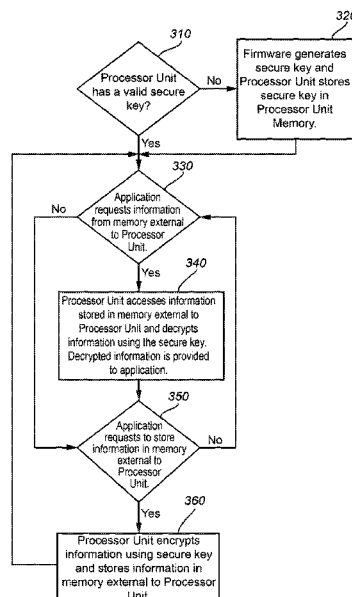 310
Processor Unit
has a valid secure
key?
No
320
Firmware generates
secure key and
Processor Unit stores
secure key in
Processor Unit
Memory.
Yes
330
Application
requests information
from memory external
to Processor
Unit.
No
Yes
340
Processor Unit accesses information
stored in memory external to
Processor Unit and decrypts
information using the secure key.
Decrypted information is provided
to application.
350
Application
requests to store
information in memory
external to
Processor
Unit.
No
Yes
360
Processor Unit encrypts
information using secure key
and stores information in
memory external to Processor
Unit